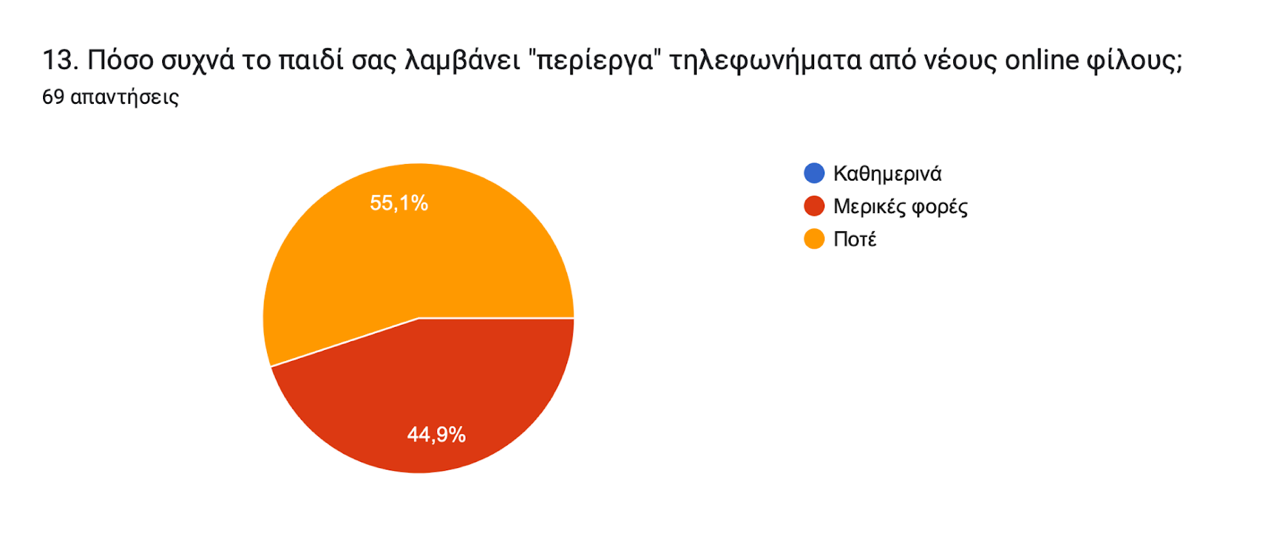 13. Πόσο συχνά το παιδί σας λαμβάνει "περίεργα" τηλεφωνήματα από νέους online φίλους;
69 απαντήσεις
55,1%
44,9%
Καθημερινά
Μερικές φορές
Ποτέ